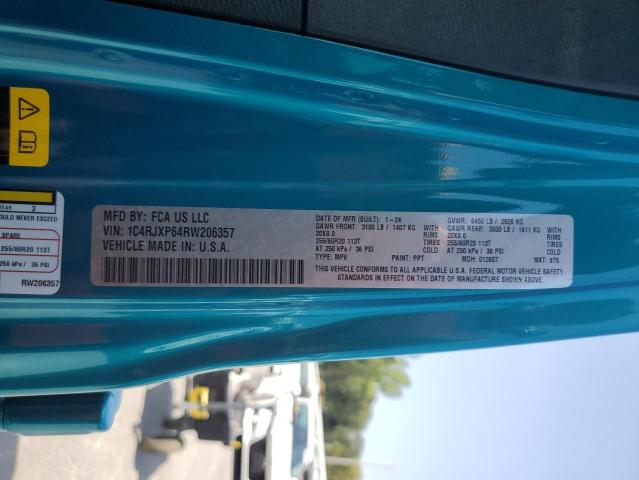 MFD BY: FCA US LLC
VIN: 1C4RJXP64RW206357
VEHICLE MADE IN U.S.A.
DATE OF MFR (BUILT): 1-24
GAWR FRONT: 3100 LB / 1407 KG WITH
20X8.0 RIMS
255/60R20 113T TIRES
AT 250 kPa / 36 PSI COLD
TYPE: MPV PAINT: PPT
GVWR: 6450 LB / 2926 KG
GAWR REAR: 3550 LB / 1611 KG WITH
20X8.0 RIMS
255/60R20 113T TIRES
AT 250 kPa / 36 PSI COLD
MDH: 012607 MKT: 875
THIS VEHICLE CONFORMS TO ALL APPLICABLE U.S.A. FEDERAL MOTOR VEHICLE SAFETY
STANDARDS IN EFFECT ON THE DATE OF MANUFACTURE SHOWN ABOVE.
REAR 3
OULD NEVER EXCEED
SPARE
255/60R20 113T
250 kPa / 36 PSI
RW206357